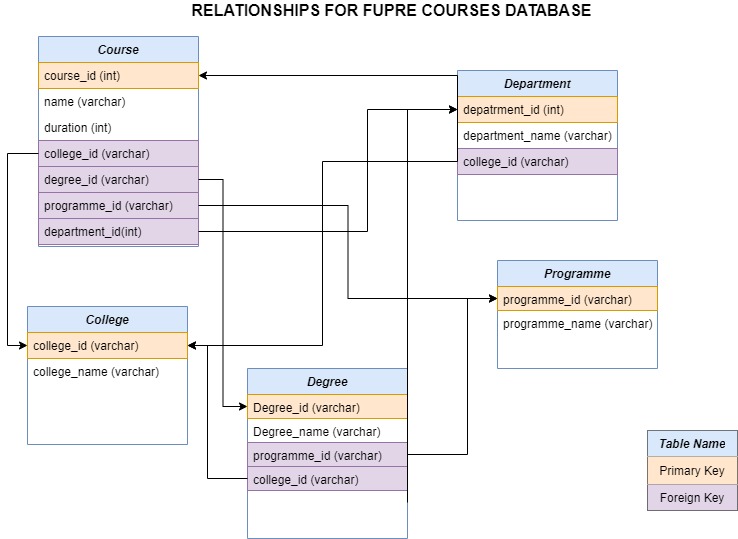 RELATIONSHIPS FOR FUPRE COURSES DATABASE
Course
course_id (int)
name (varchar)
duration (int)
college_id (varchar)
degree_id (varchar)
programme_id (varchar)
department_id(int)
Department
depatrment_id (int)
department_name (varchar)
college_id (varchar)
Programme
programme_id (varchar)
programme_name (varchar)
College
college_id (varchar)
college_name (varchar)
Degree
Degree_id (varchar)
Degree_name (varchar)
programme_id (varchar)
college_id (varchar)
Table Name
Primary Key
Foreign Key